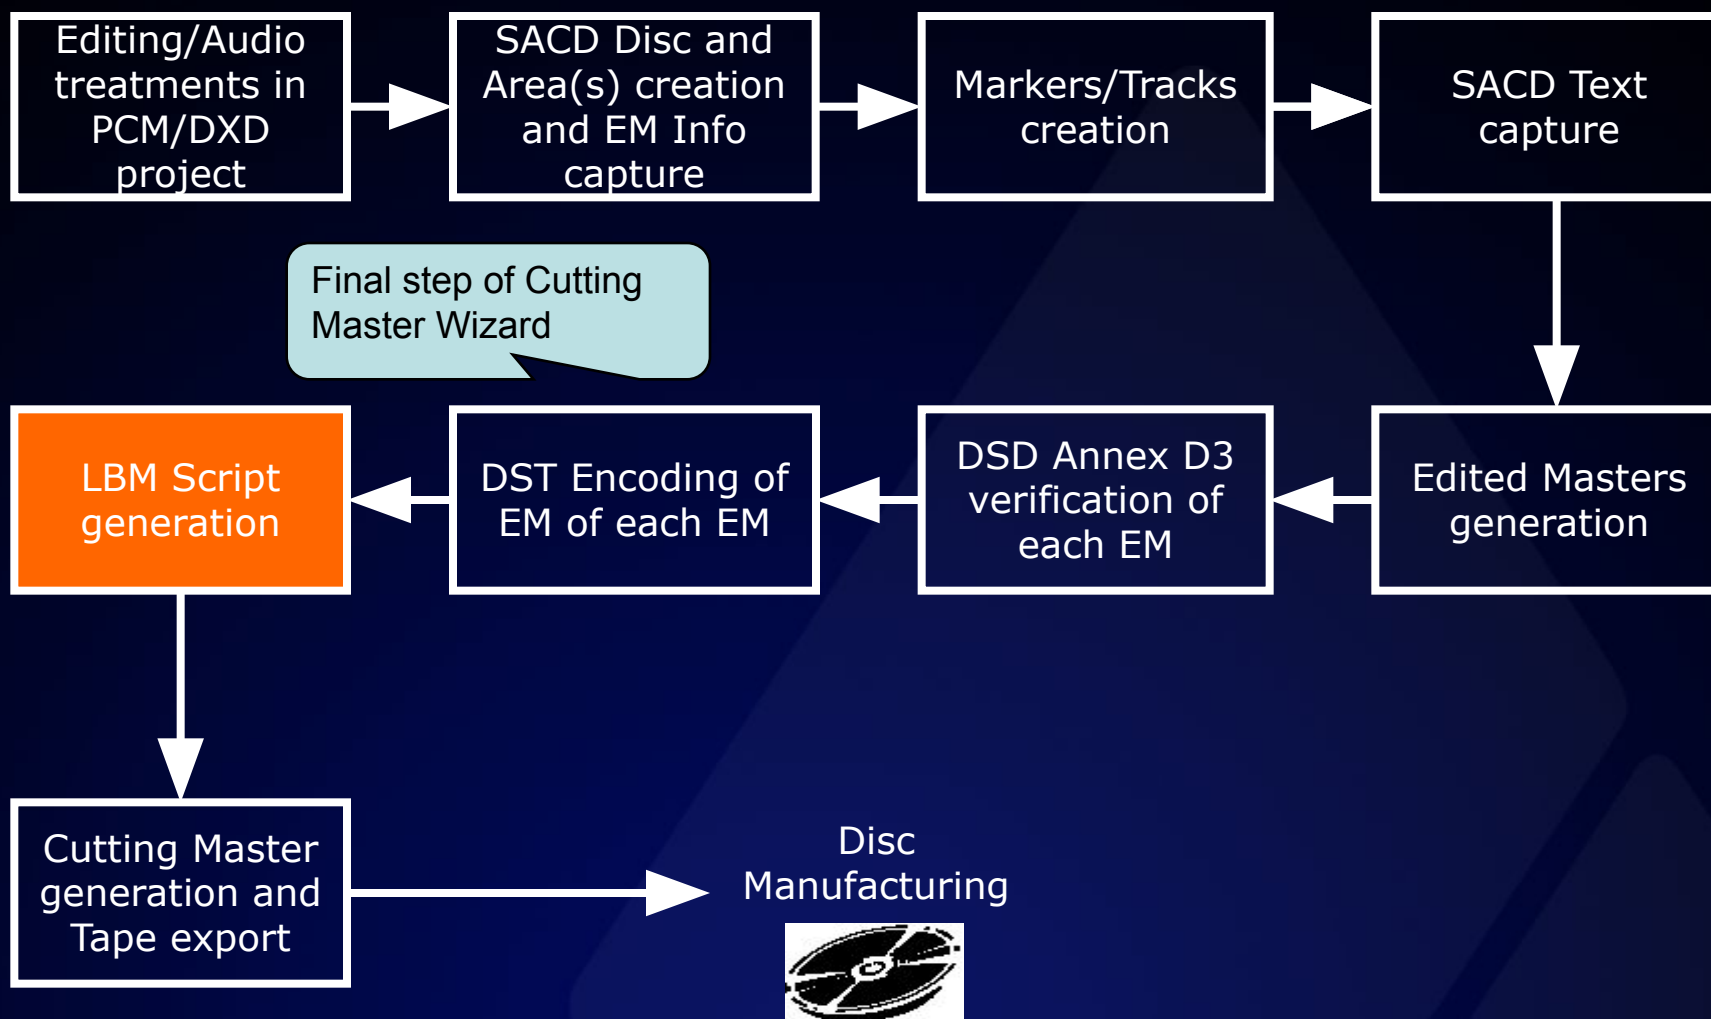 Editing/Audio
treatments in
PCM/DXD
project
SACD Disc and
Area(s) creation
and EM Info
capture
Markers/Tracks
creation
SACD Text
capture
Final step of Cutting
Master Wizard
LBM Script
generation
DST Encoding of
EM of each EM
DSD Annex D3
verification of
each EM
Edited Masters
generation
Cutting Master
generation and
Tape export
Disc
Manufacturing